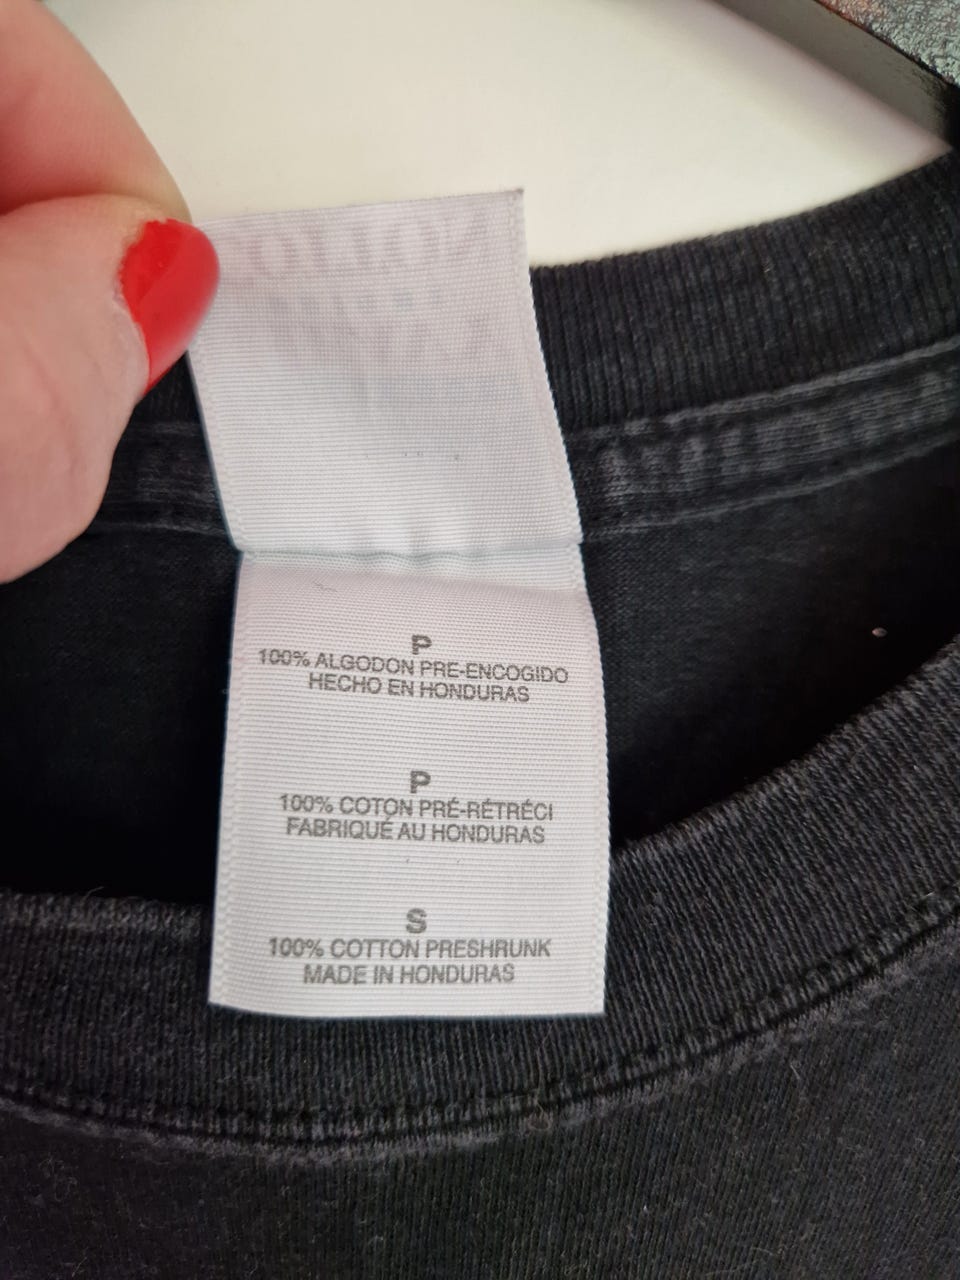 P
100% ALGODON PRE-ENCOGIDO
HECHO EN HONDURAS
P
100% COTON PRÉ-RÉTRÉCI
FABRIQUÉ AU HONDURAS
S
100% COTTON PRESHRUNK
MADE IN HONDURAS